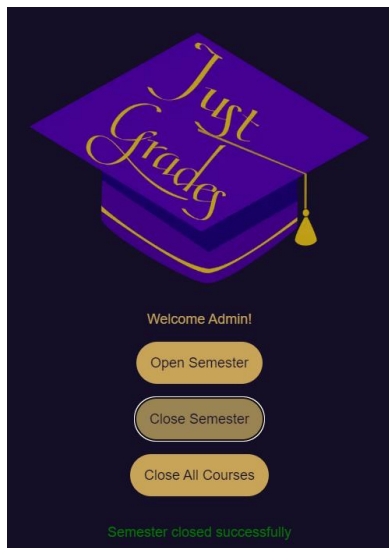 Just
Grades
Welcome Admin!
Open Semester
Close Semester
Close All Courses
Semester closed successfully